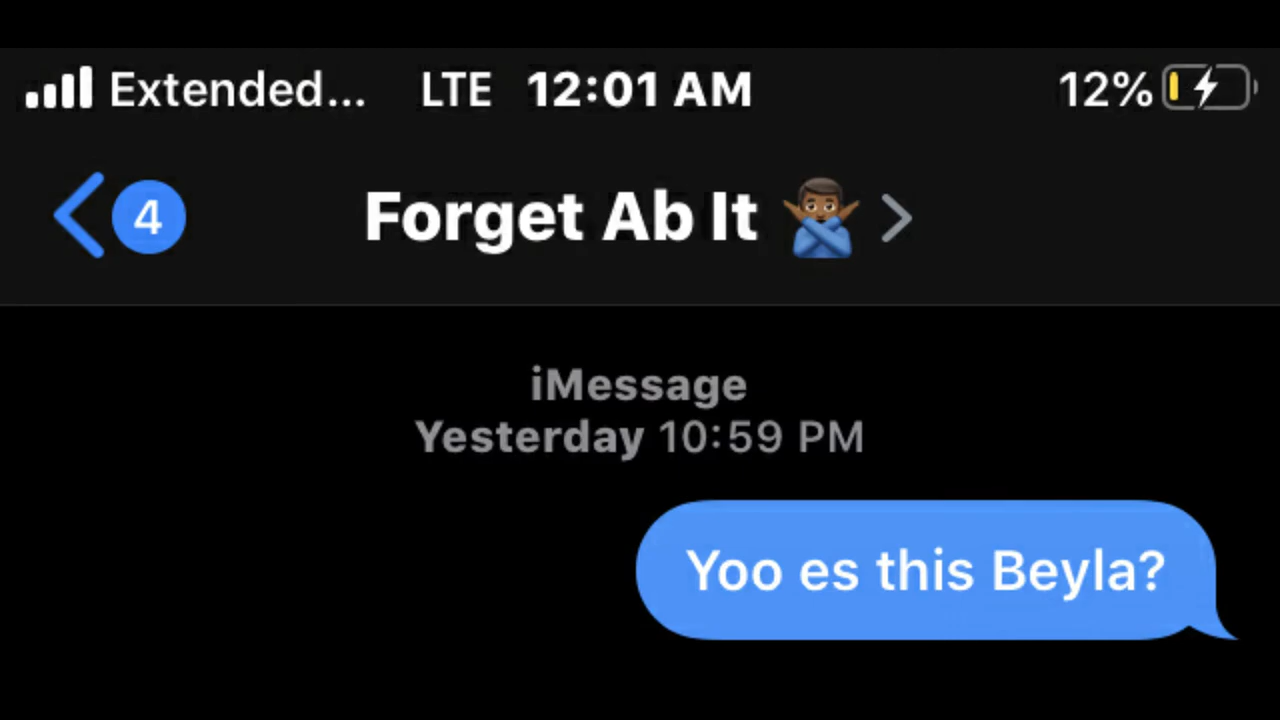 Extended... LTE 12:01 AM 12%
4 Forget Ab It 🙅🏾‍♂️
iMessage
Yesterday 10:59 PM
Yoo es this Beyla?